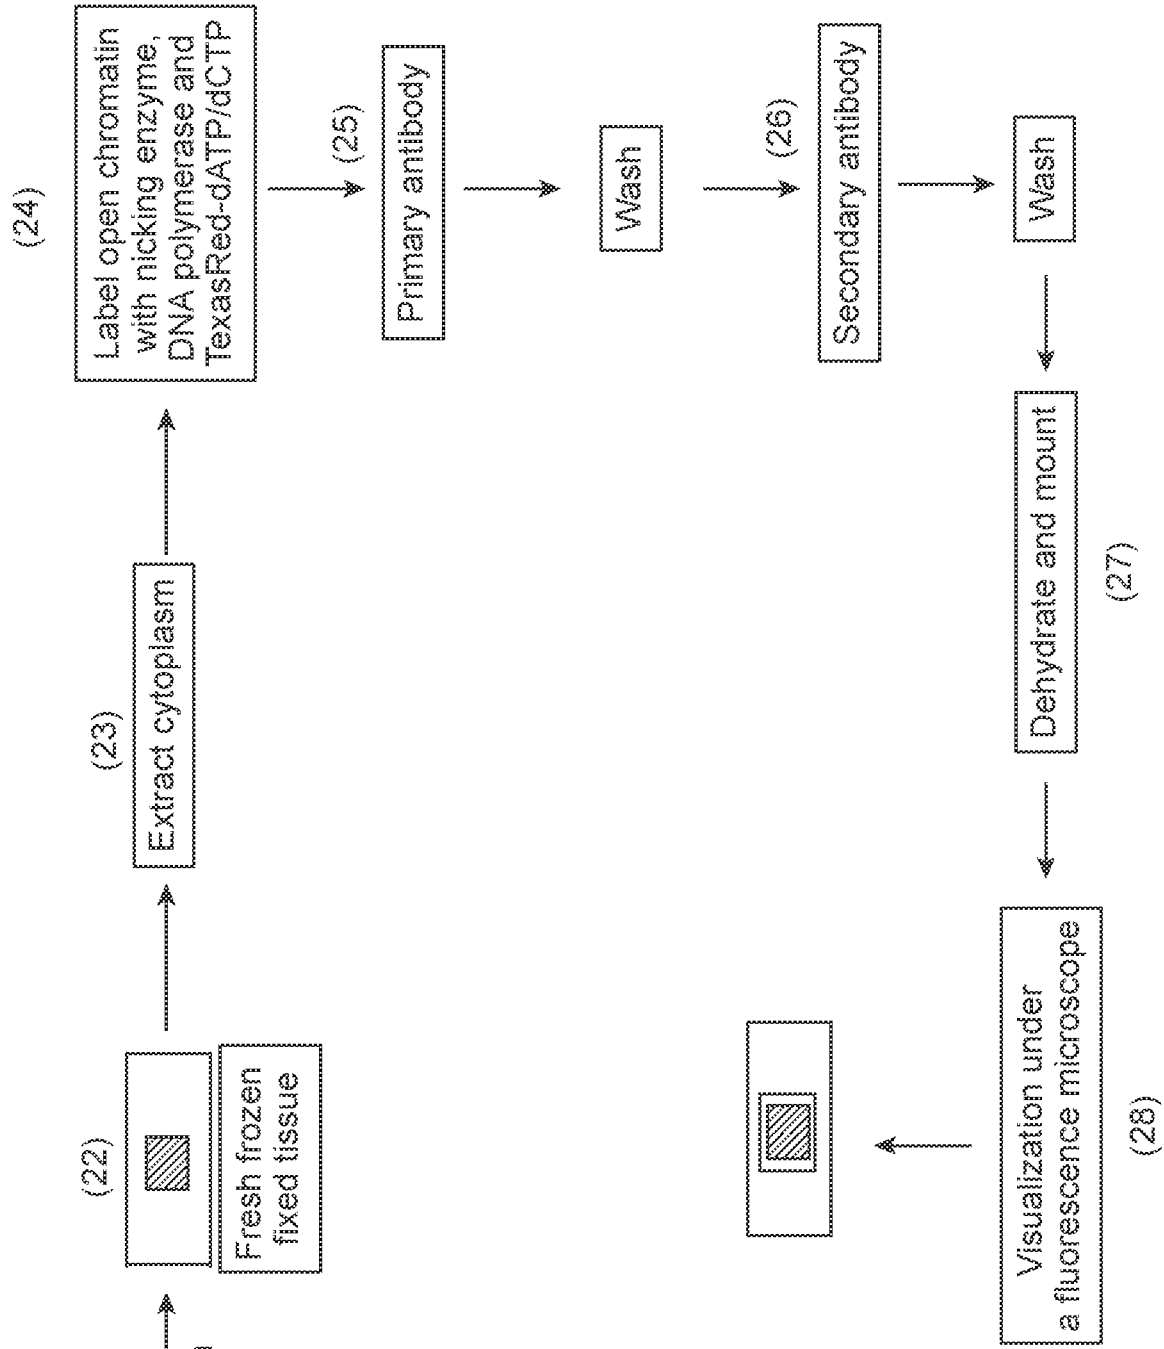 (22)
Fresh frozen
fixed tissue
(23)
Extract cytoplasm
(24)
Label open chromatin
with nicking enzyme,
DNA polymerase and
TexasRed-dATP/dCTP
(25)
Primary antibody
Wash
(26)
Secondary antibody
Wash
Dehydrate and mount
(27)
Visualization under
a fluorescence microscope
(28)